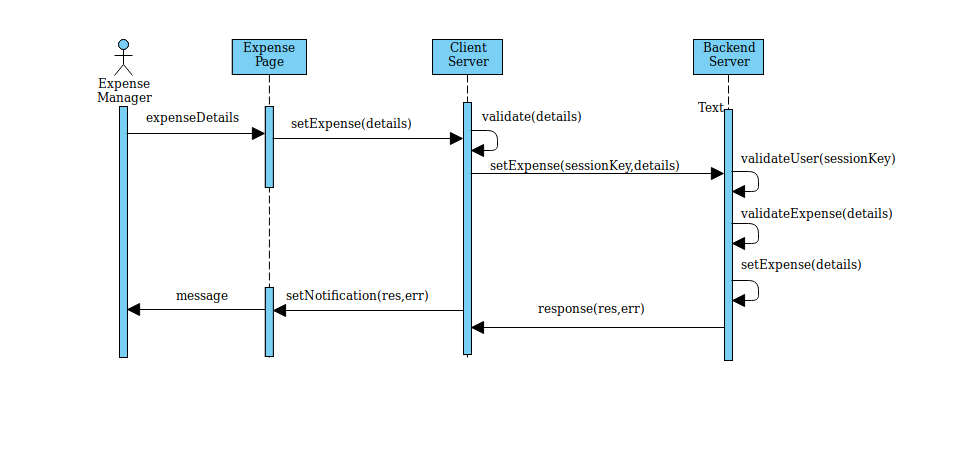 Expense
Page
Client
Server
Backend
Server
Expense
Manager
Text
expenseDetails
setExpense(details)
validate(details)
setExpense(sessionKey,details)
validateUser(sessionKey)
validateExpense(details)
setExpense(details)
message
setNotification(res,err)
response(res,err)